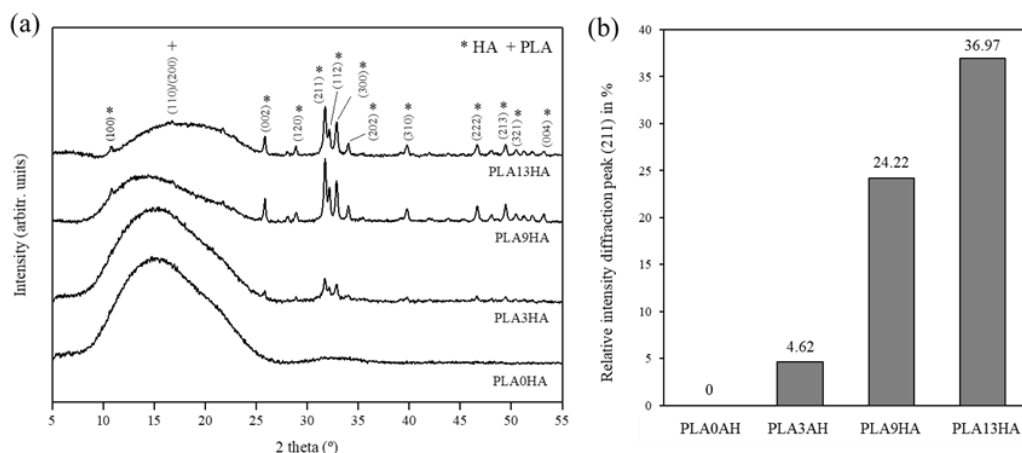 (a)
* HA + PLA
(100) *
(110)/(200) +
(002) *
(120) *
(211) *
(112) *
(300) *
(202) *
(310) *
(222) *
(213) *
(321) *
(004) *
PLA13HA
PLA9HA
PLA3HA
PLA0HA
Intensity (arbitr. units)
5 10 15 20 25 30 35 40 45 50 55
2 theta (º)
(b)
Relative intensity diffraction peak (211) in %
40
35
30
25
20
15
10
5
0
0
4.62
24.22
36.97
PLA0AH PLA3AH PLA9HA PLA13HA